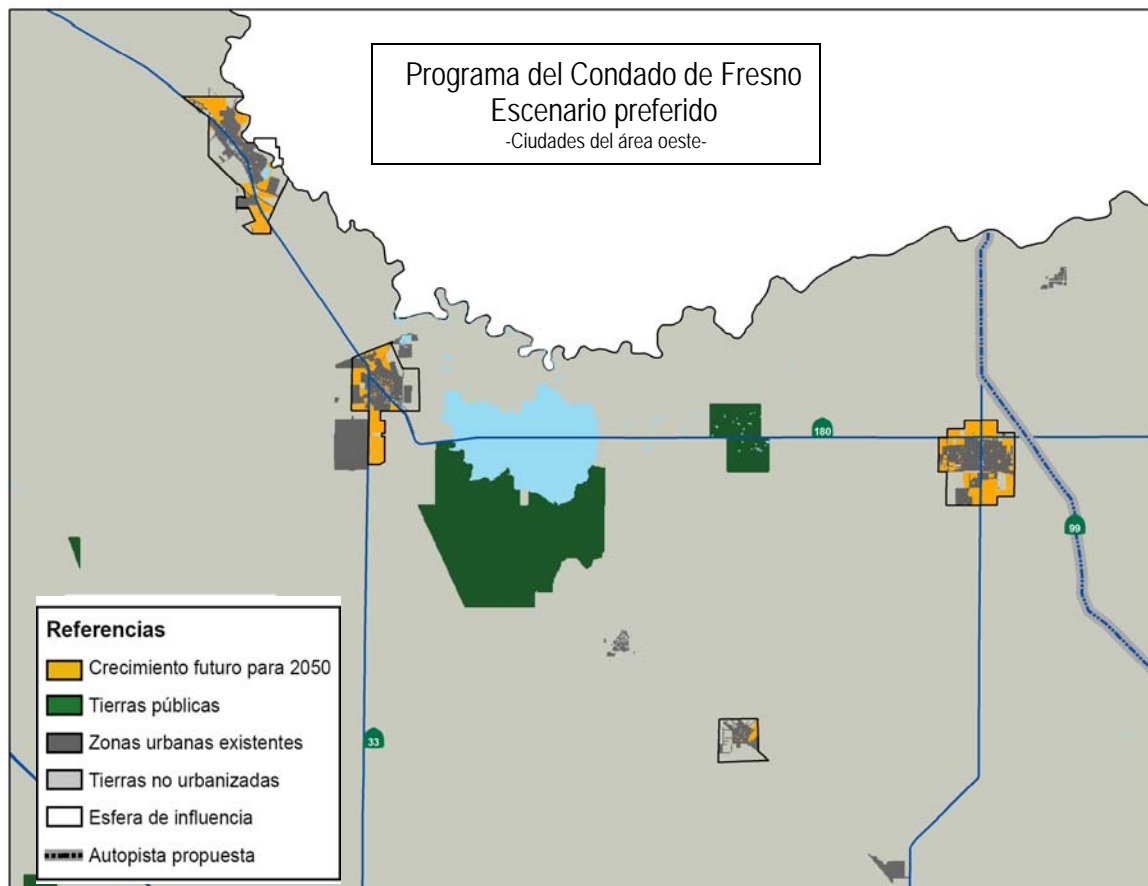 Programa del Condado de Fresno
Escenario preferido
-Ciudades del área oeste-
180
99
33
Referencias
Crecimiento futuro para 2050
Tierras públicas
Zonas urbanas existentes
Tierras no urbanizadas
Esfera de influencia
Autopista propuesta